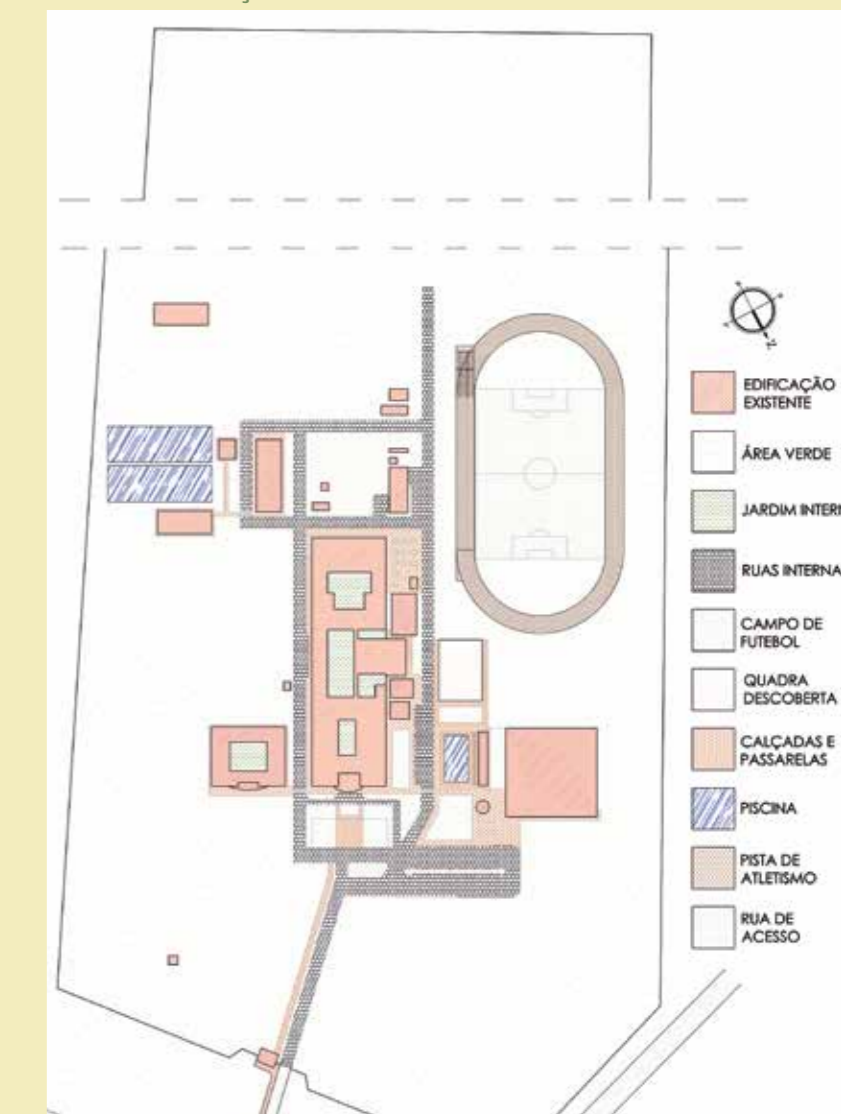 EDIFICAÇÃO
EXISTENTE
ÁREA VERDE
JARDIM INTERN
RUAS INTERNA
CAMPO DE
FUTEBOL
QUADRA
DESCOBERTA
CALÇADAS E
PASSARELAS
PISCINA
PISTA DE
ATLETISMO
RUA DE
ACESSO